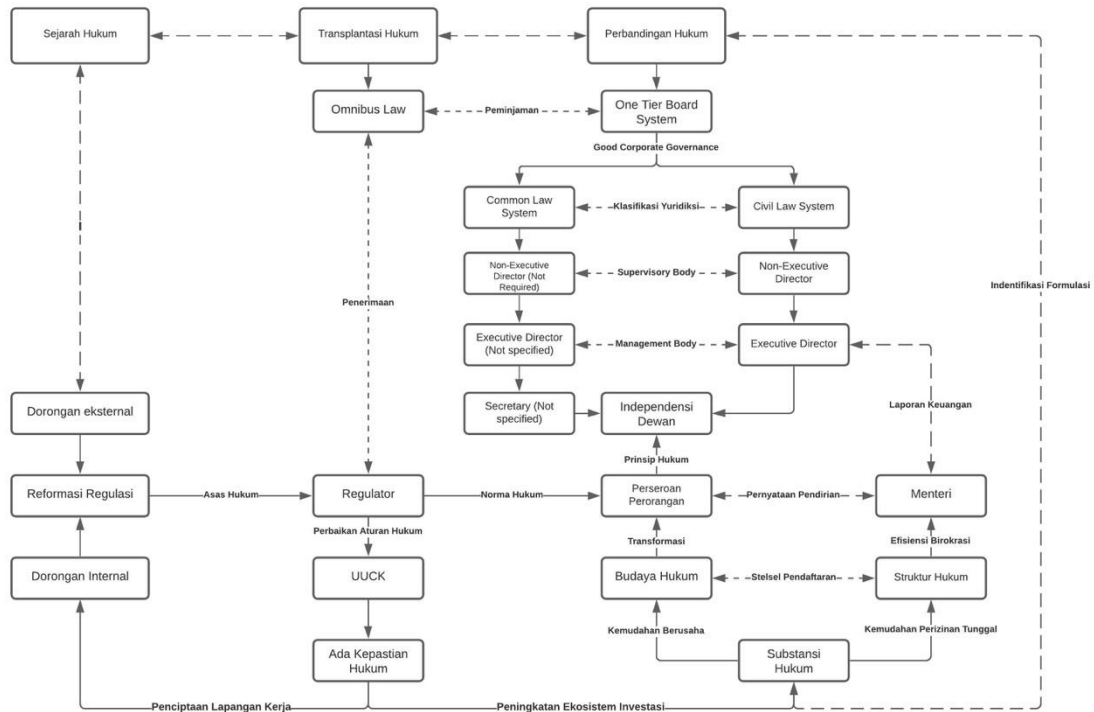 Sejarah Hukum
Transplantasi Hukum
Perbandingan Hukum
Omnibus Law
Peminjaman
One Tier Board
System
Good Corporate Governance
Common Law
System
Klasifikasi Yuridiksi
Civil Law System
Non-Executive
Director (Not
Required)
Supervisory Body
Non-Executive
Director
Indentifikasi Formulasi
Penerimaan
Executive Director
(Not specified)
Management Body
Executive Director
Secretary (Not
specified)
Independensi
Dewan
Laporan Keuangan
Dorongan eksternal
Prinsip Hukum
Reformasi Regulasi
Asas Hukum
Regulator
Norma Hukum
Perseroan
Perorangan
Pernyataan Pendirian
Menteri
Perbaikan Aturan Hukum
Transformasi
Efisiensi Birokrasi
Dorongan Internal
UUCK
Budaya Hukum
Stelsel Pendaftaran
Struktur Hukum
Kemudahan Berusaha
Kemudahan Perizinan Tunggal
Ada Kepastian
Hukum
Substansi
Hukum
Penciptaan Lapangan Kerja
Peningkatan Ekosistem Investasi